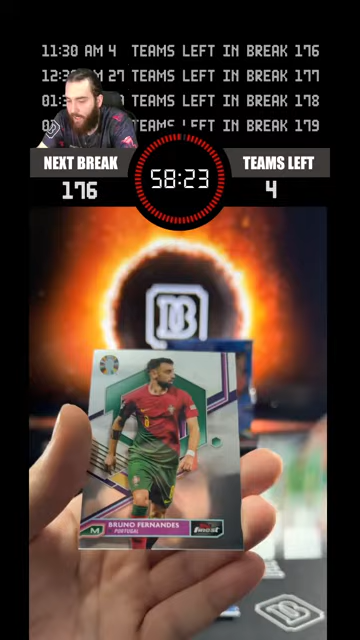 11:30 AM 4 TEAMS LEFT IN BREAK 176
TEAMS LEFT IN BREAK 177
TEAMS LEFT IN BREAK 178
TEAMS LEFT IN BREAK 179
NEXT BREAK
TEAMS LEFT
176
58:23
4
BRUNO FERNANDES
PORTUGAL
M
finest